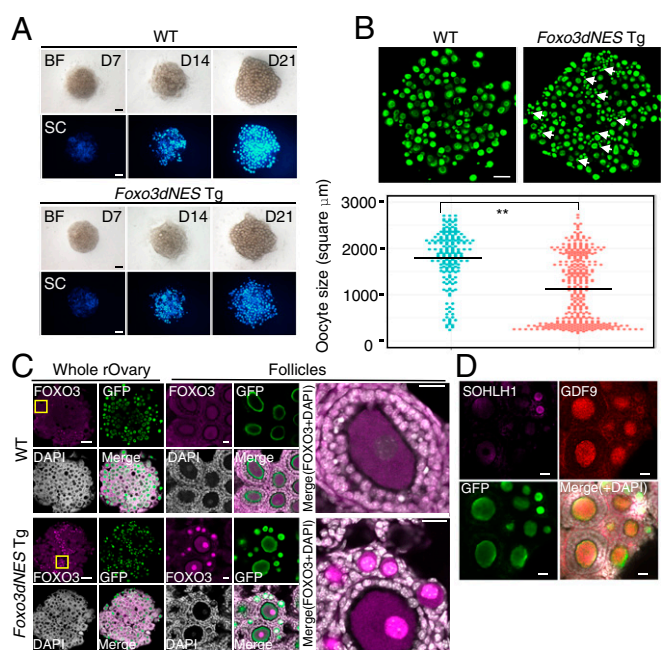 A
WT
BF D7 D14 D21
SC
Foxo3dNES Tg
BF D7 D14 D21
SC
B
WT Foxo3dNES Tg
Oocyte size (square μm)
3000
2000
1000
0
**
C
Whole rOvary Follicles
WT
FOXO3 GFP FOXO3 GFP
DAPI Merge DAPI Merge
Merge(FOXO3+DAPI)
Foxo3dNES Tg
FOXO3 GFP FOXO3 GFP
DAPI Merge DAPI Merge
Merge(FOXO3+DAPI)
D
SOHLH1 GDF9
GFP Merge(+DAPI)